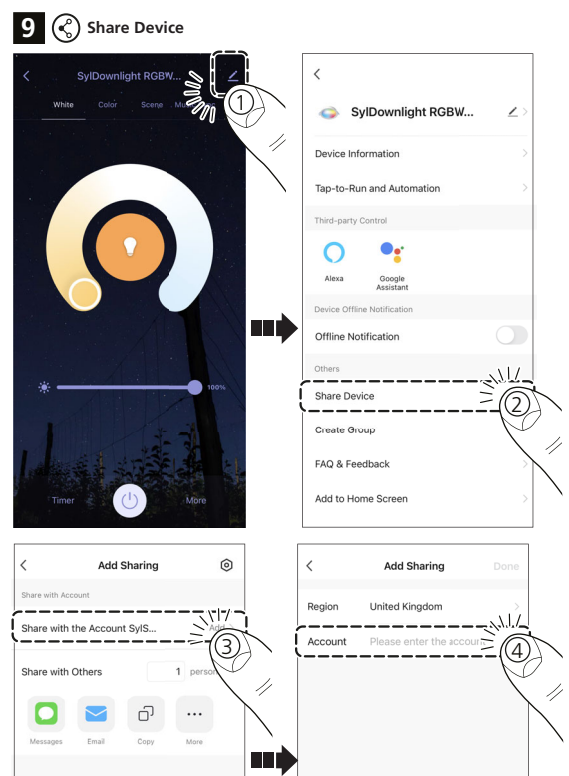 9 Share Device
SylDownlight RGBW...
White Color Scene
1
100%
Timer More
SylDownlight RGBW...
Device Information
Tap-to-Run and Automation
Third-party Control
Alexa Google
Assistant
Device Offline Notification
Offline Notification
Others
Share Device
2
Create Group
FAQ & Feedback
Add to Home Screen
Add Sharing
Share with Account
Share with the Account SylS... Add
3
Share with Others 1 person
Messages Email Copy More
Add Sharing Done
Region United Kingdom
Account Please enter the accou
4